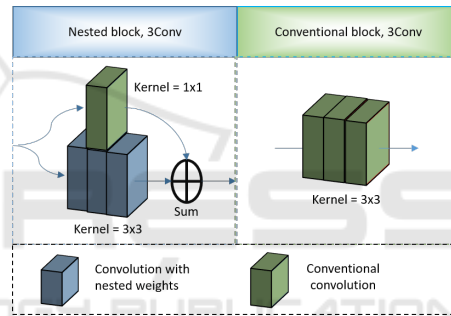 Nested block, 3Conv
Conventional block, 3Conv
Kernel = 1x1
Sum
Kernel = 3x3
Kernel = 3x3
Convolution with
nested weights
Conventional
convolution